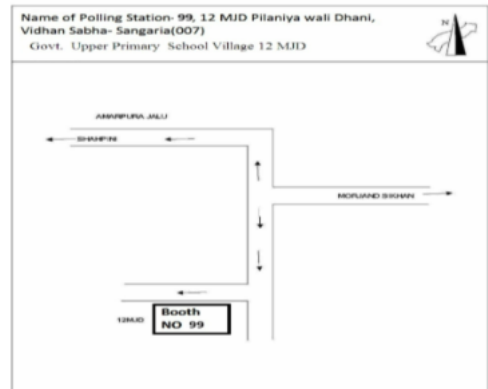 Name of Polling Station- 99, 12 MJD Pilaniya wali Dhani,
Vidhan Sabha- Sangaria(007)
Govt. Upper Primary School Village 12 MJD
N
AMARPURA JALU
SHAHPINI
MORJAND SIKHAN
12MJD
Booth
NO 99